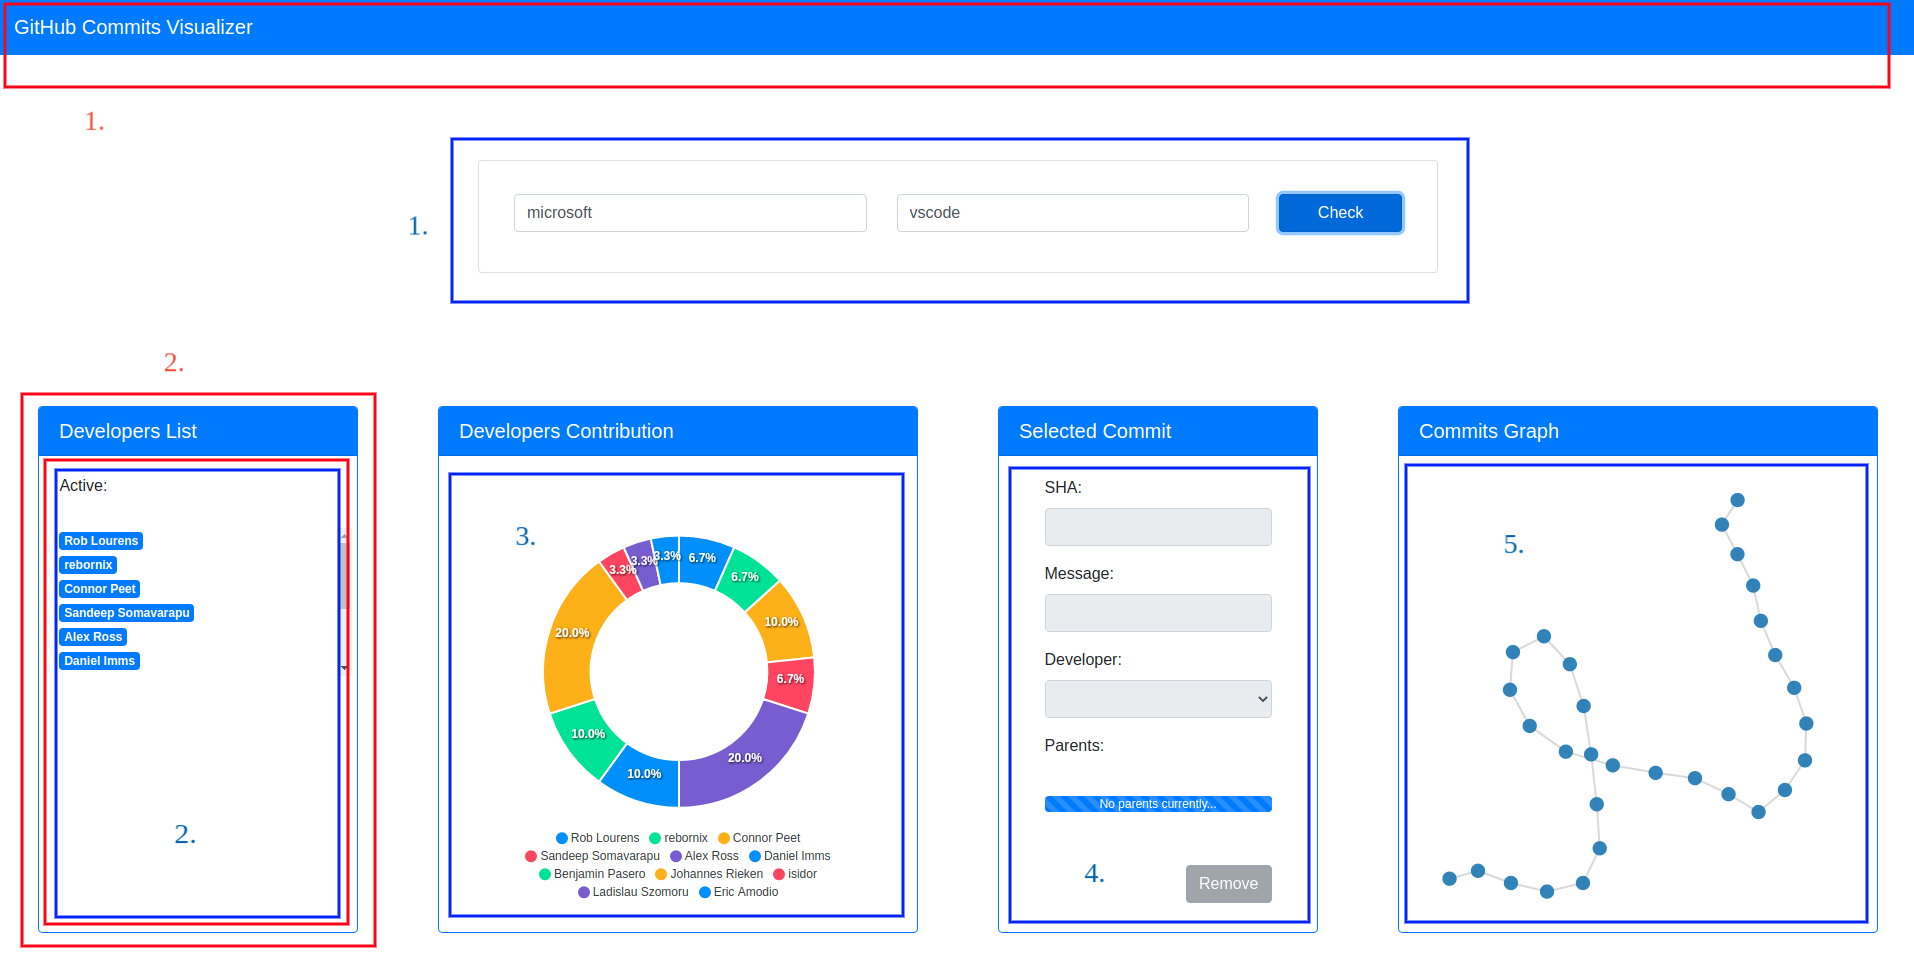 GitHub Commits Visualizer
1.
1.
microsoft
vscode
Check
2.
Developers List
Active:
Rob Lourens
rebornix
Connor Peet
Sandeep Somavarapu
Alex Ross
Daniel Imms
2.
Developers Contribution
3.
3.3%
3.3%
3.3%
6.7%
6.7%
10.0%
6.7%
20.0%
10.0%
10.0%
20.0%
Rob Lourens rebornix Connor Peet
Sandeep Somavarapu Alex Ross Daniel Imms
Benjamin Pasero Johannes Rieken isidor
Ladislau Szomoru Eric Amodio
Selected Commit
SHA:
Message:
Developer:
Parents:
No parents currently...
4.
Remove
Commits Graph
5.